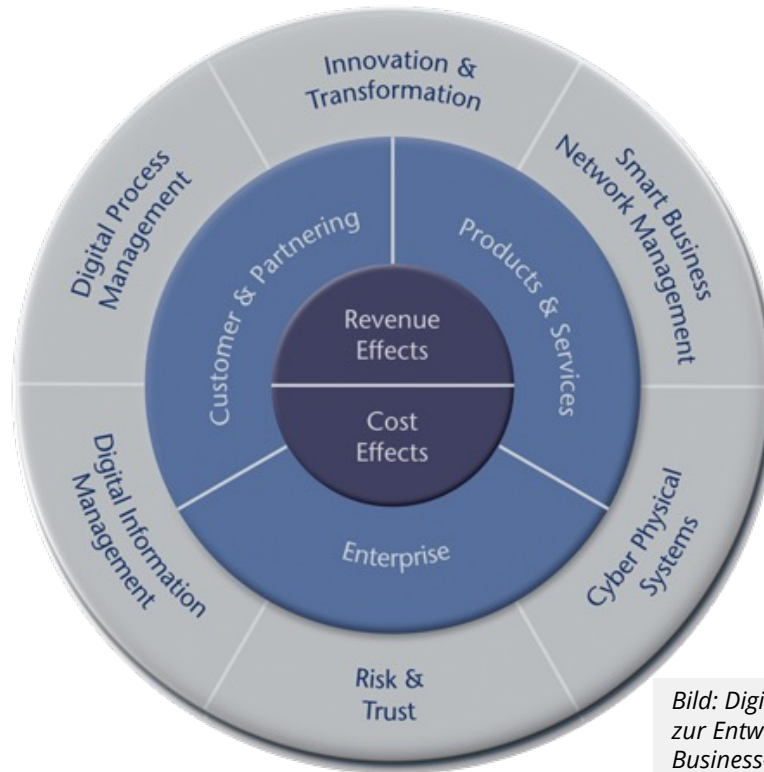 Innovation &
Transformation
Smart Business
Network Management
Cyber Physical
Systems
Risk &
Trust
Digital Information
Management
Digital Process
Management
Customer & Partnering
Products & Services
Enterprise
Revenue
Effects
Cost
Effects
Bild: Digi
zur Entw
Business-